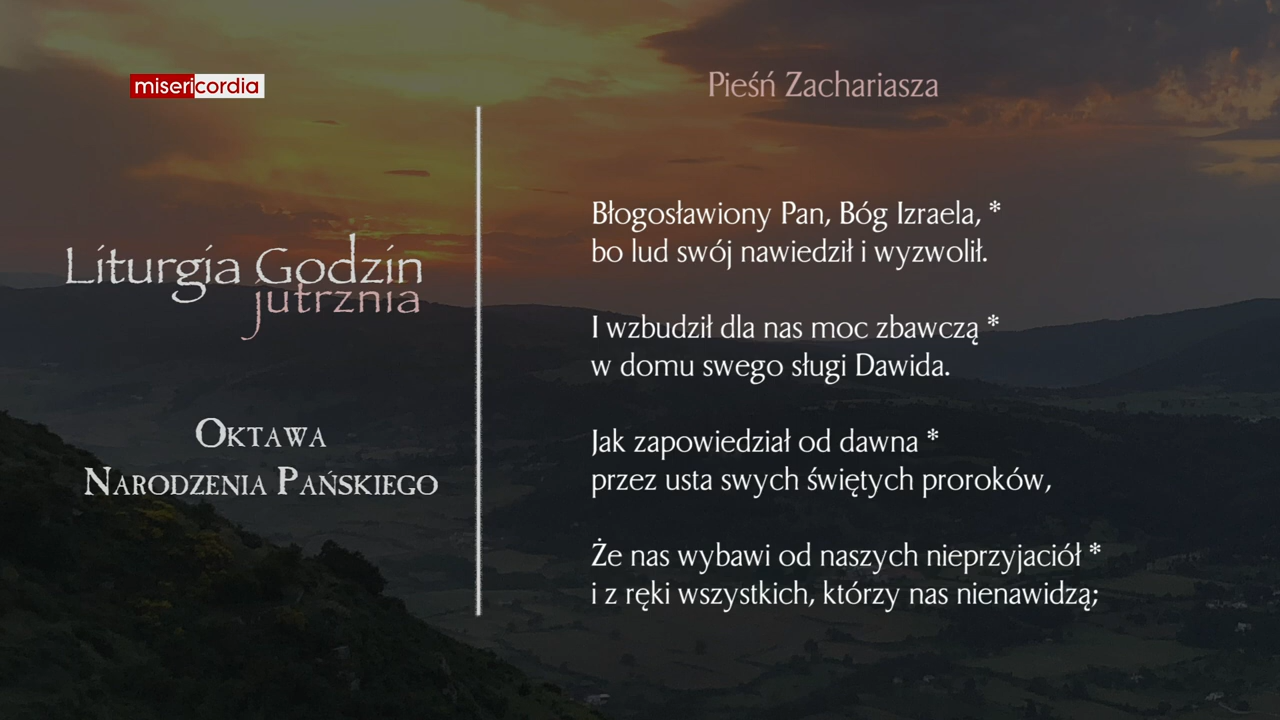 misericordia
Liturgia Godzin
jutrznia
Oktawa
Narodzenia Pańskiego
Pieśń Zachariasza
Błogosławiony Pan, Bóg Izraela, *
bo lud swój nawiedził i wyzwolił.
I wzbudził dla nas moc zbawczą *
w domu swego sługi Dawida.
Jak zapowiedział od dawna *
przez usta swych świętych proroków,
Że nas wybawi od naszych nieprzyjaciół *
i z ręki wszystkich, którzy nas nienawidzą;